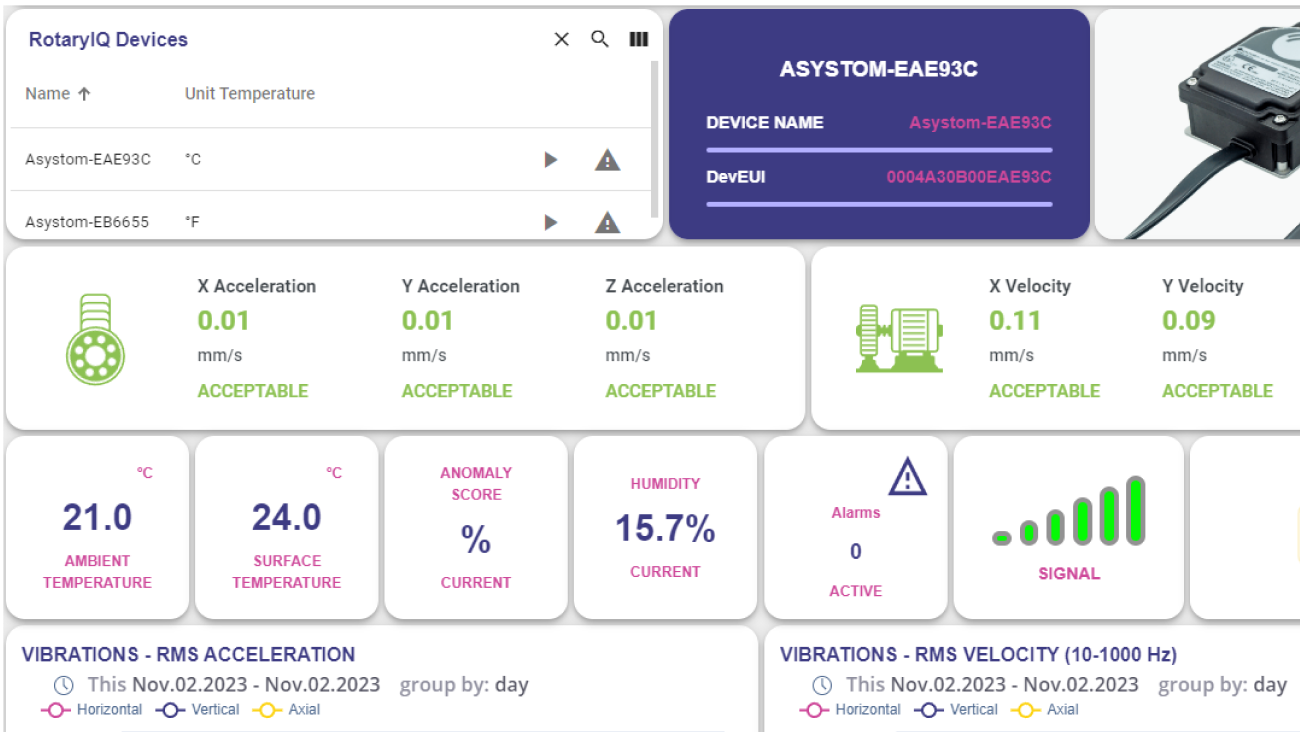 RotaryIQ Devices
Name
Unit Temperature
Asystom-EAE93C °C
Asystom-EB6655 °F
ASYSTOM-EAE93C
DEVICE NAME Asystom-EAE93C
DevEUI 0004A30B00EAE93C
X Acceleration
0.01
mm/s
ACCEPTABLE
Y Acceleration
0.01
mm/s
ACCEPTABLE
Z Acceleration
0.01
mm/s
ACCEPTABLE
X Velocity
0.11
mm/s
ACCEPTABLE
Y Velocity
0.09
mm/s
ACCEPTABLE
°C
21.0
AMBIENT
TEMPERATURE
°C
24.0
SURFACE
TEMPERATURE
ANOMALY
SCORE
%
CURRENT
HUMIDITY
15.7%
CURRENT
Alarms
0
ACTIVE
SIGNAL
VIBRATIONS - RMS ACCELERATION
This Nov.02.2023 - Nov.02.2023 group by: day
Horizontal Vertical Axial
VIBRATIONS - RMS VELOCITY (10-1000 Hz)
This Nov.02.2023 - Nov.02.2023 group by: day
Horizontal Vertical Axial